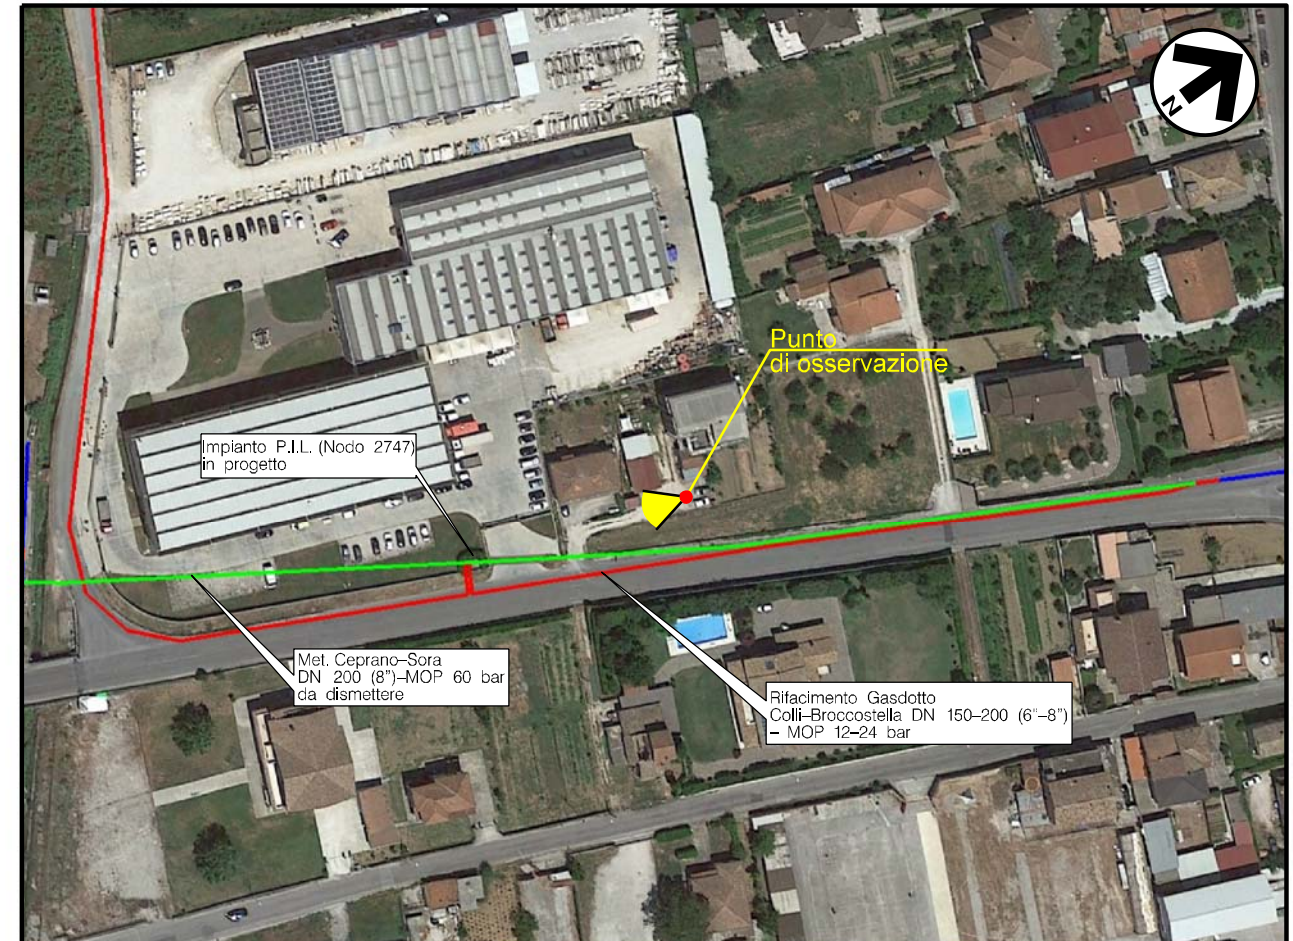 N
Punto
di osservazione
Impianto P.I.L. (Nodo 2747)
in progetto
Met. Ceprano–Sora
DN 200 (8")–MOP 60 bar
da dismettere
Rifacimento Gasdotto
Colli–Broccostella DN 150–200 (6"–8")
– MOP 12–24 bar